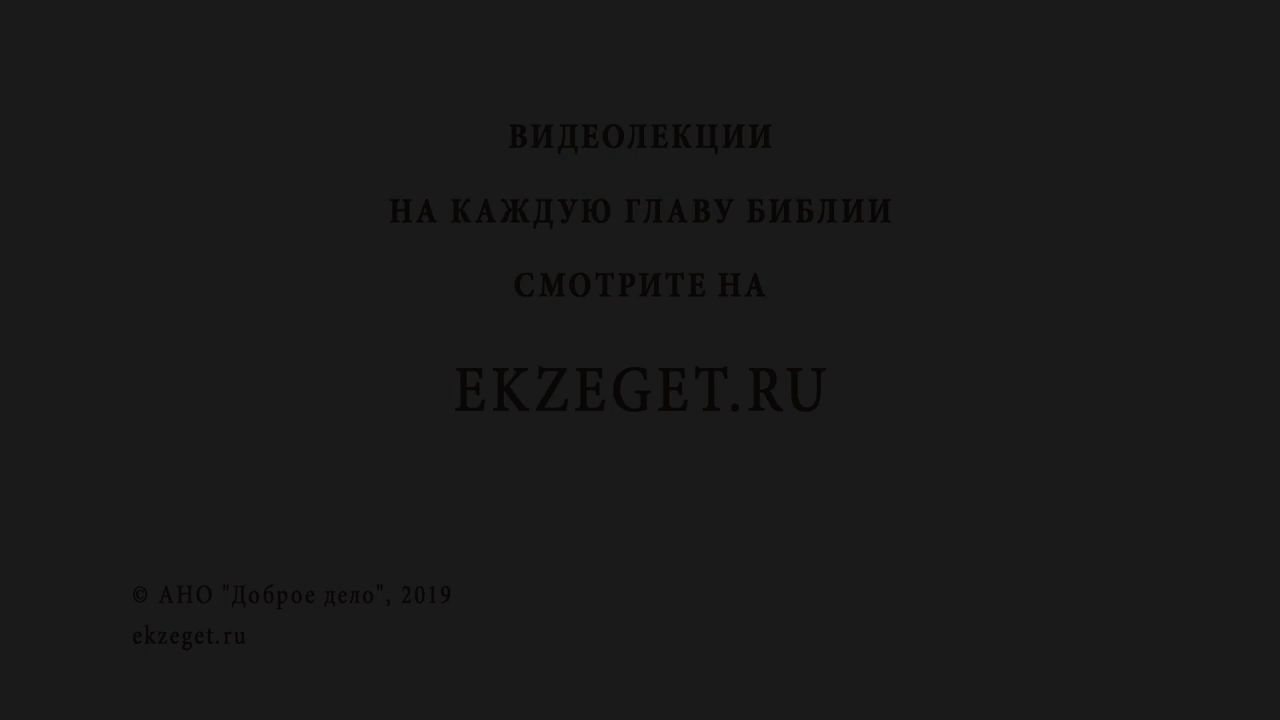 ВИДЕОЛЕКЦИИ
НА КАЖДУЮ ГЛАВУ БИБЛИИ
СМОТРИТЕ НА
EKZEGET.RU
© АНО "Доброе дело", 2019
ekzeget.ru